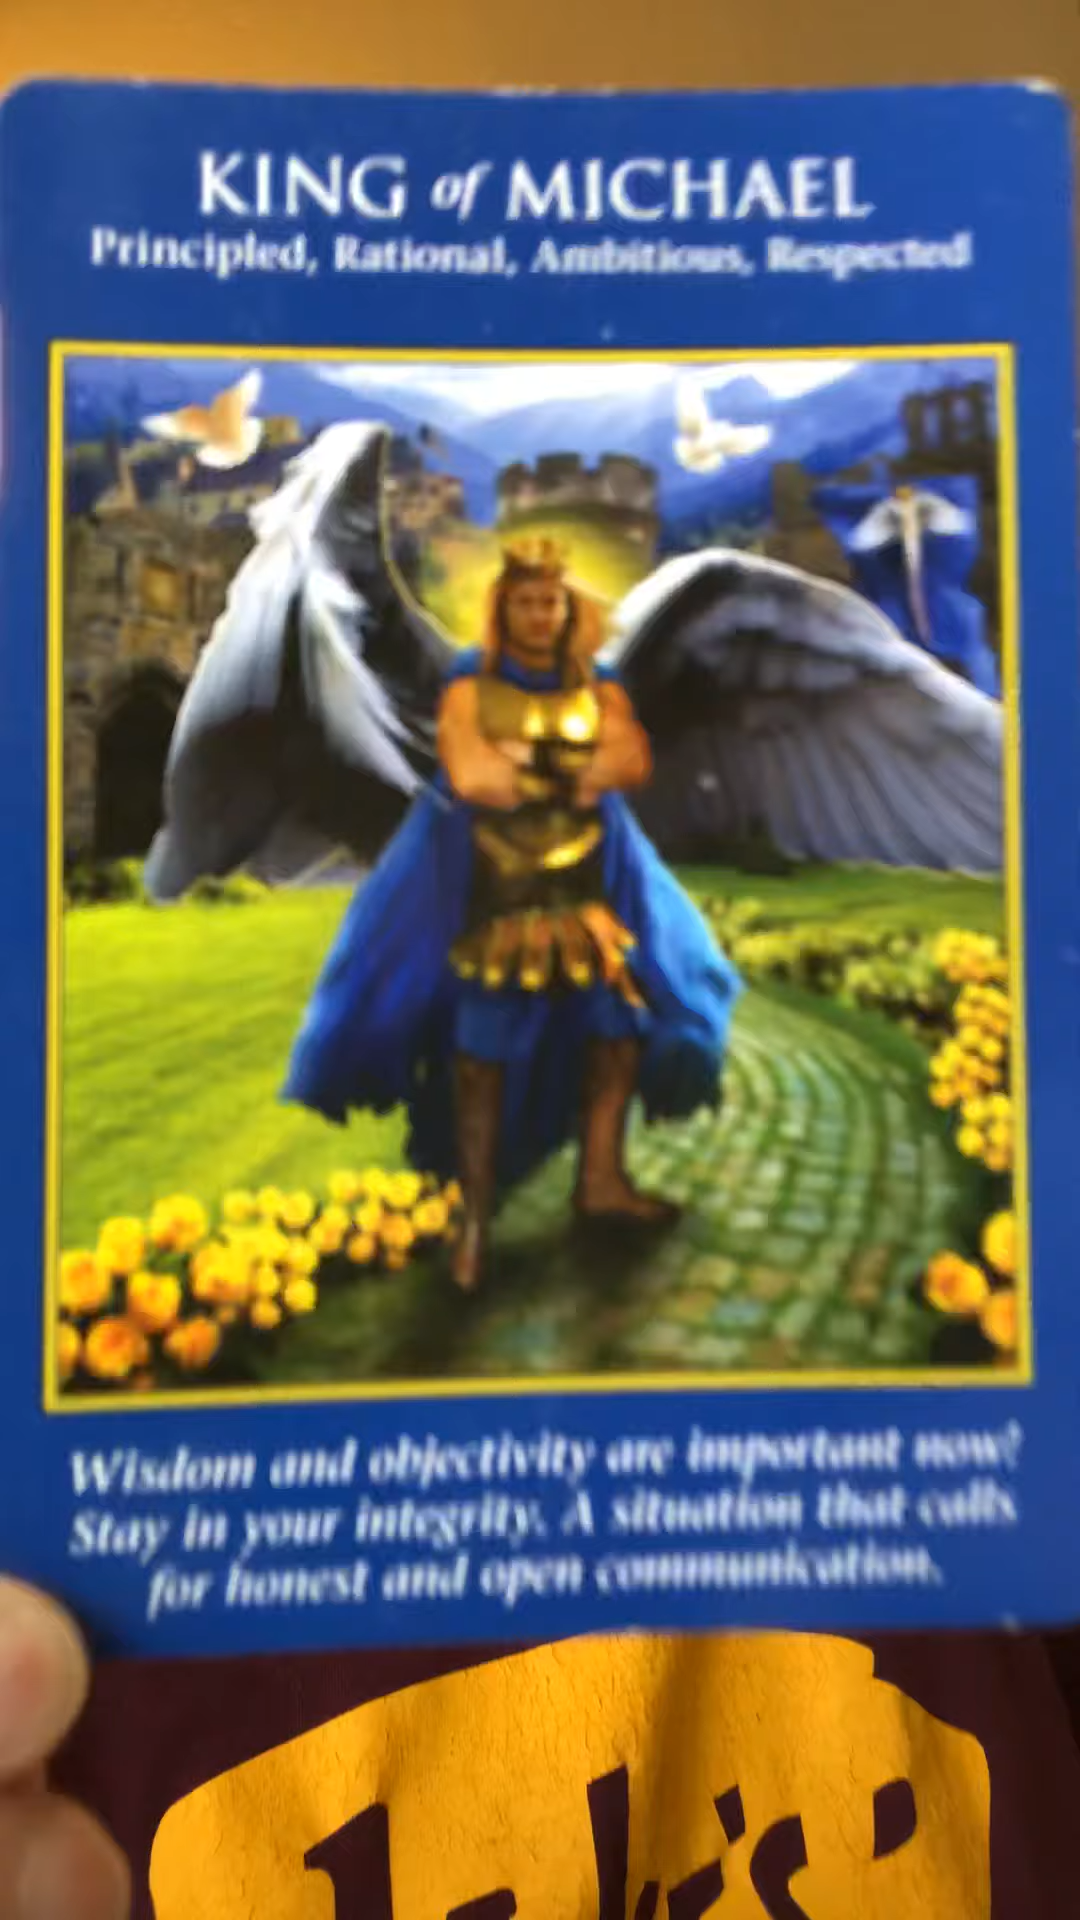 KING of MICHAEL
Principled, Rational, Ambitious, Respected
Wisdom and objectivity are important now!
Stay in your integrity. A situation that calls
for honest and open communication.